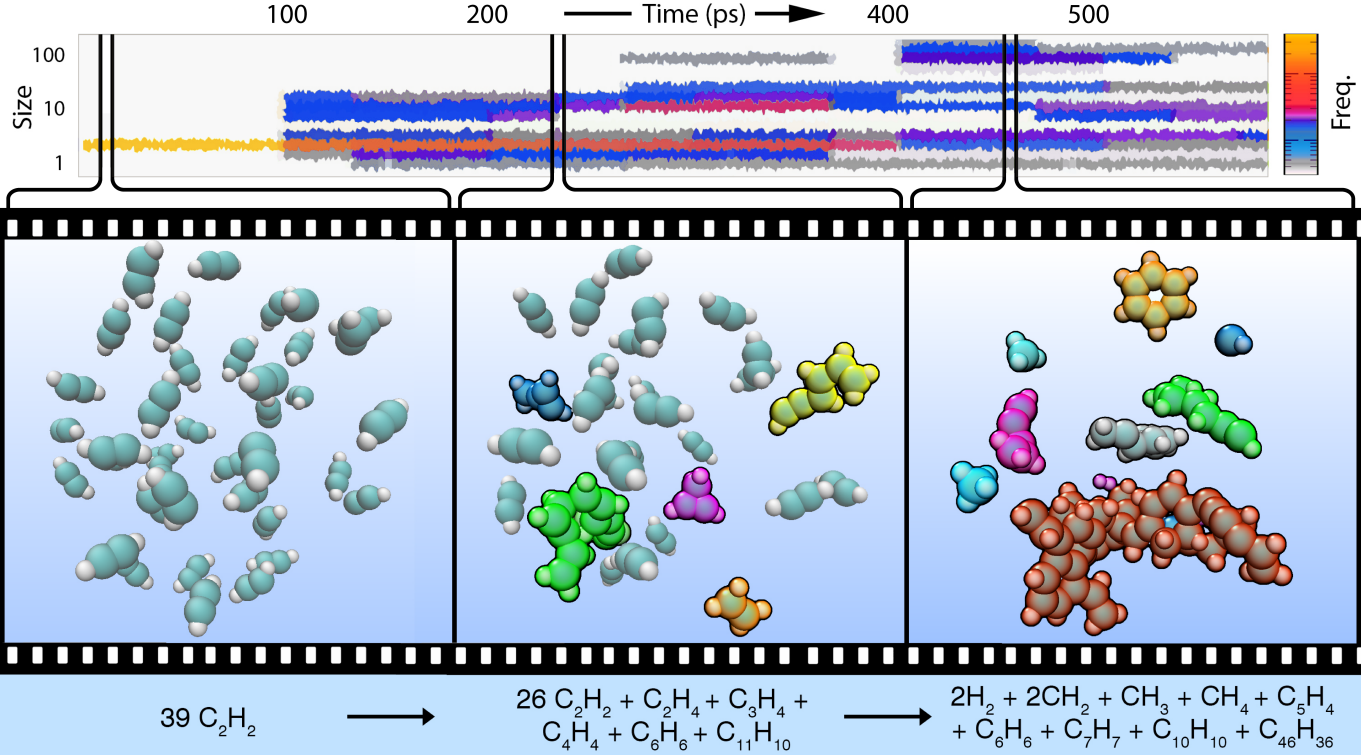 100 200 Time (ps) 400 500
Size
100
10
1
Freq.
39 C₂H₂
26 C₂H₂ + C₂H₄ + C₃H₄ +
C₄H₄ + C₆H₆ + C₁₁H₁₀
2H₂ + 2CH₂ + CH₃ + CH₄ + C₅H₄
+ C₆H₆ + C₇H₇ + C₁₀H₁₀ + C₄₆H₃₆